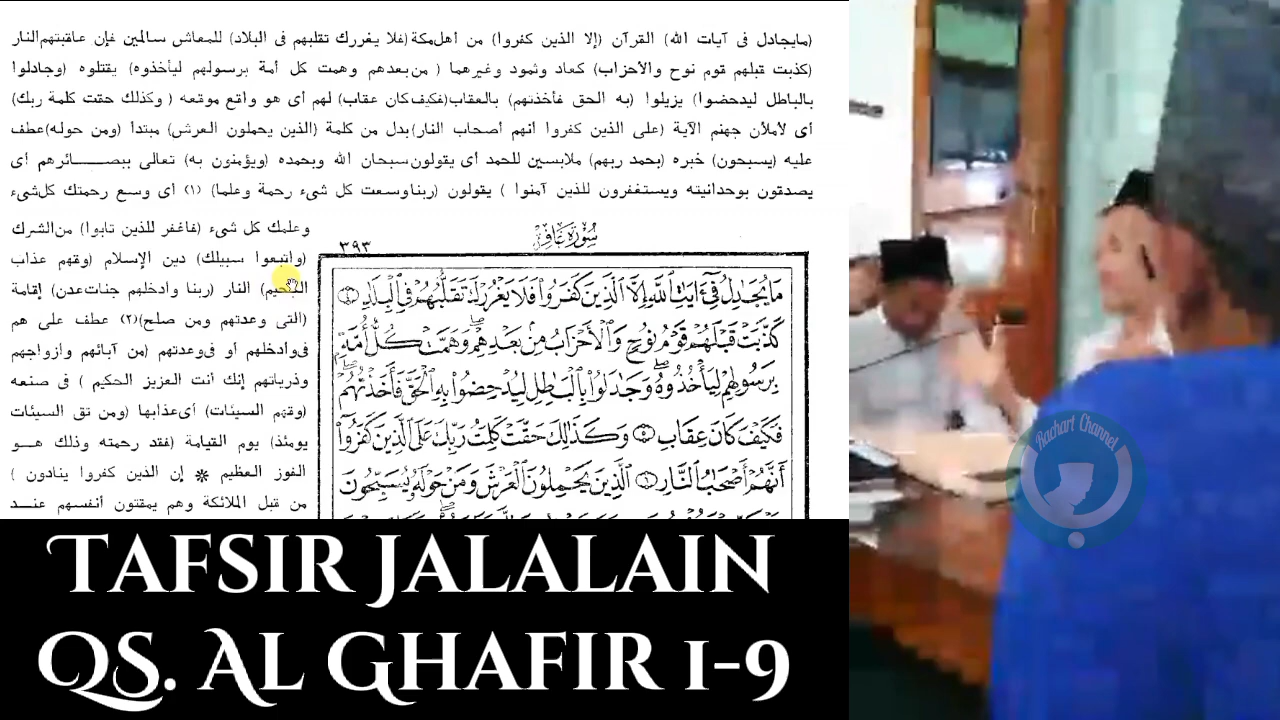 (مايجادل فى آيات الله) القرآن (إلا الذين كفروا) من أهل مكة (فلا يغررك تقلبهم فى البلاد) للمعاش سالمين فإن عاقبتهم النار
(كذبت قبلهم قوم نوح والأحزاب) كعاد وثمود وغيرهما (من بعدهم وهمت كل أمة برسولهم ليأخذوه) يقتلوه (وجادلوا
بالباطل ليدحضوا) يزيلوا (به الحق فأخذتهم) بالعقاب (فكيف كان عقاب) لهم أى هو واقع موقعه (وكذلك حقت كلمة ربك)
أى لأملأن جهنم الآية (على الذين كفروا أنهم أصحاب النار) بدل من كلمة (الذين يحملون العرش) مبتدأ (ومن حوله) عطف
عليه (يسبحون) خبره (بحمد ربهم) ملابسين للحمد أى يقولون سبحان الله وبحمده (ويؤمنون به) تعالى ببصائرهم أى
يصدقون بوحدانيته ويستغفرون للذين آمنوا ) يقولون (ربنا وسعت كل شىء رحمة وعلما) (١) أى وسع رحمتك كل شىء
وعلمك كل شىء (فاغفر للذين تابوا) من الشرك
(واتبعوا سبيلك) دين الإسلام (وقهم عذاب
الجحيم) النار (ربنا وادخلهم جنات عدن) إقامة
(التى وعدتهم ومن صلح) (٢) عطف على هم
فى وأدخلهم أو فى وعدتهم (من آبائهم وازواجهم
وذرياتهم إنك أنت العزيز الحكيم ) فى صنعه
(وقهم السيئات) أى عذابها (ومن تق السيئات
يومئذ) يوم القيامة (فقد رحمته وذلك هو
الفوز العظيم * إن الذين كفروا ينادون )
من قبل الملائكة وهم يمقتون أنفسهم عند
سورة غافر
٣٩٣
مَا يُجَادِلُ فِىٓ ءَايَٰتِ ٱللَّهِ إِلَّا ٱلَّذِينَ كَفَرُوا۟ فَلَا يَغْرُرْكَ تَقَلُّبُهُمْ فِى ٱلْبِلَٰدِ ٤
كَذَّبَتْ قَبْلَهُمْ قَوْمُ نُوحٍ وَٱلْأَحْزَابُ مِنۢ بَعْدِهِمْ ۖ وَهَمَّتْ كُلُّ أُمَّةٍۭ
بِرَسُولِهِمْ لِيَأْخُذُوهُ ۖ وَجَٰدَلُوا۟ بِٱلْبَٰطِلِ لِيُدْحِضُوا۟ بِهِ ٱلْحَقَّ فَأَخَذْتُهُمْ ۖ
فَكَيْفَ كَانَ عِقَابِ ٥ وَكَذَٰلِكَ حَقَّتْ كَلِمَتُ رَبِّكَ عَلَى ٱلَّذِينَ كَفَرُوٓا۟
أَنَّهُمْ أَصْحَٰبُ ٱلنَّارِ ٦ ٱلَّذِينَ يَحْمِلُونَ ٱلْعَرْشَ وَمَنْ حَوْلَهُۥ يُسَبِّحُونَ
TAFSIR JALALAIN
QS. AL GHAFIR 1-9
Rachart Channel